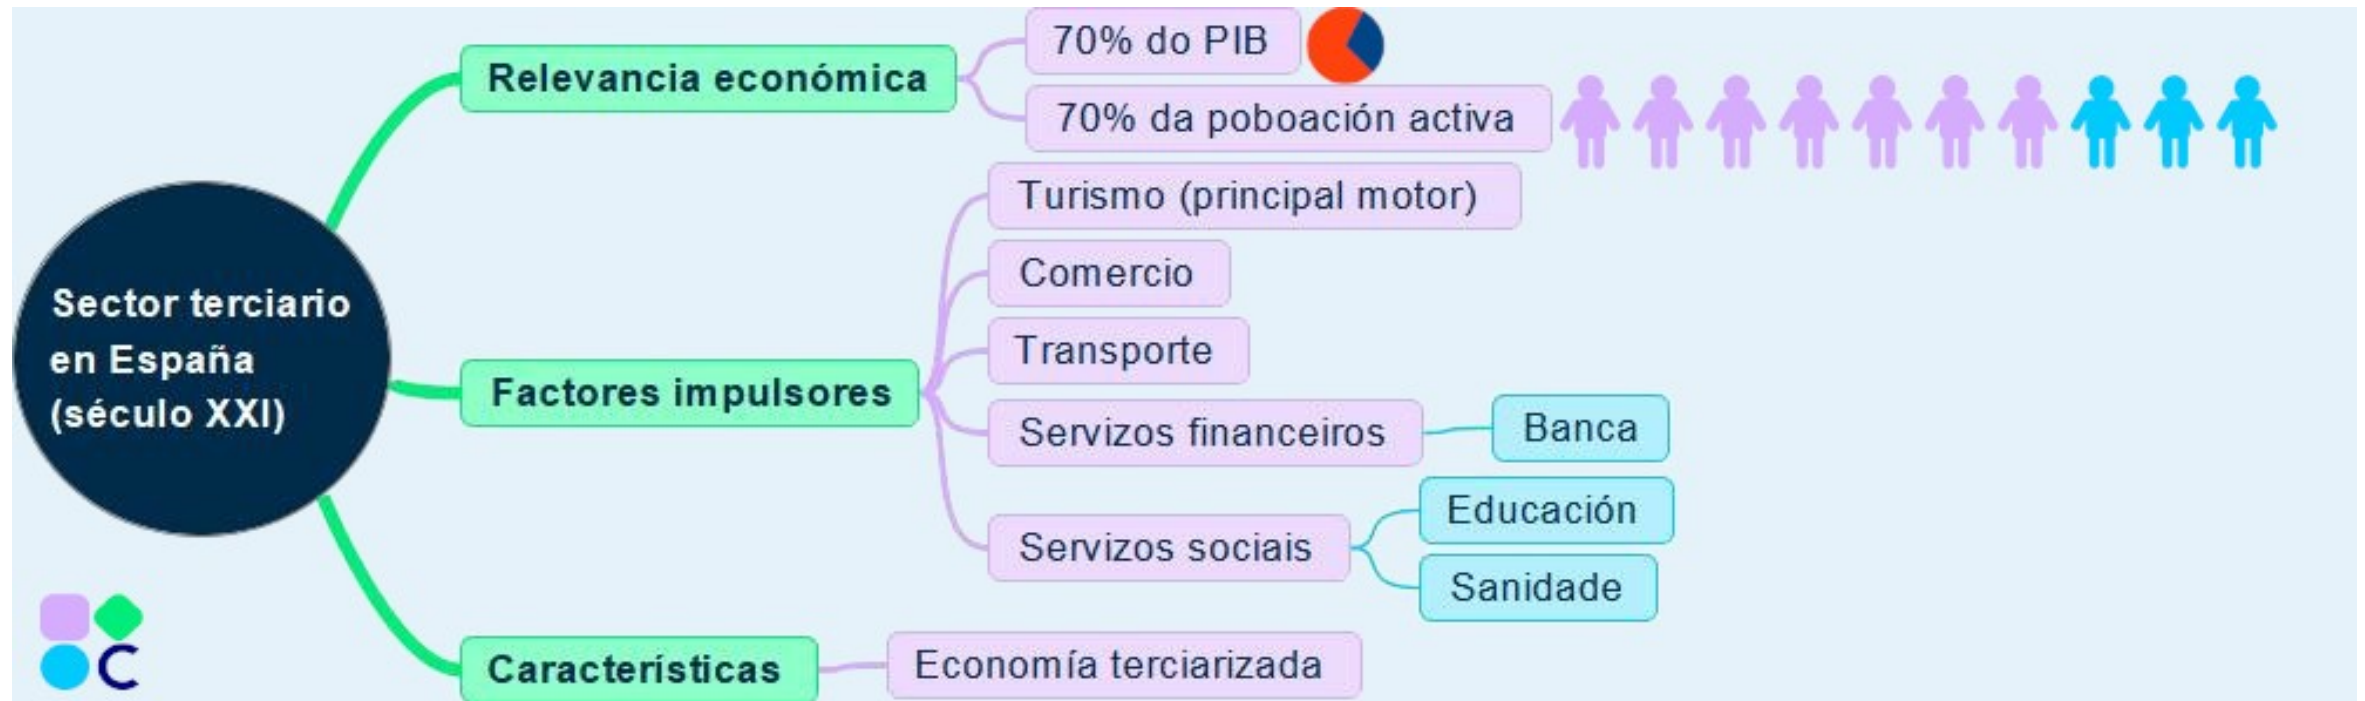 Sector terciario
en España
(século XXI)
Relevancia económica
70% do PIB
70% da poboación activa
Factores impulsores
Turismo (principal motor)
Comercio
Transporte
Servizos financeiros
Banca
Servizos sociais
Educación
Sanidade
Características
Economía terciarizada
C